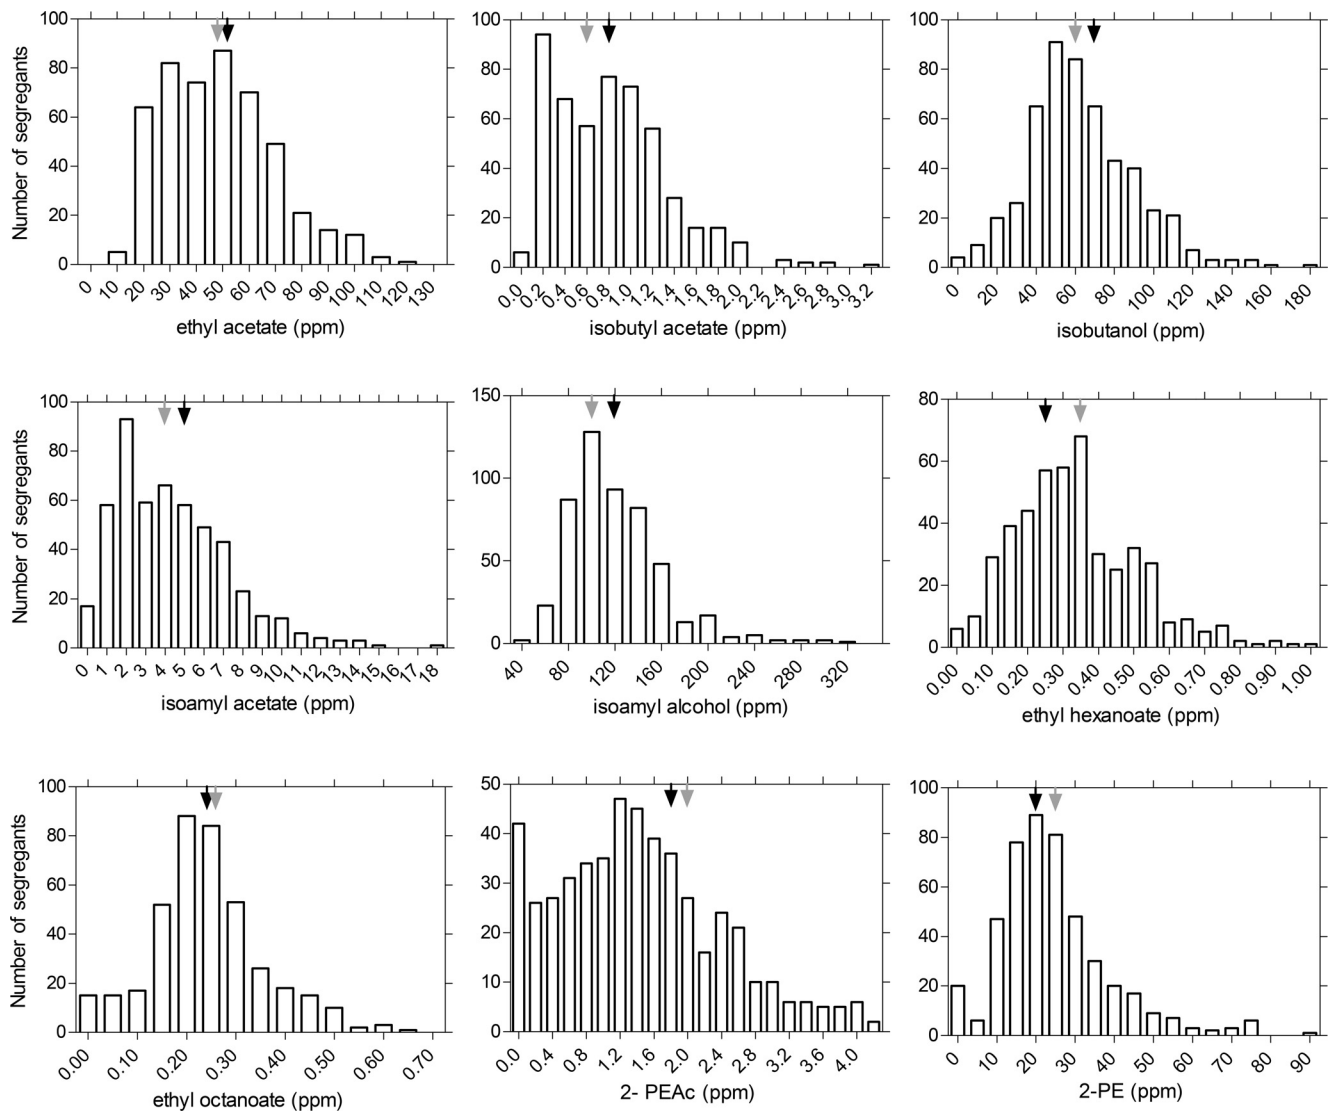 100
80
60
40
20
0
Number of segregants
0 10 20 30 40 50 60 70 80 90 100 110 120 130
ethyl acetate (ppm)
100
80
60
40
20
0
0.0 0.2 0.4 0.6 0.8 1.0 1.2 1.4 1.6 1.8 2.0 2.2 2.4 2.6 2.8 3.0 3.2
isobutyl acetate (ppm)
100
80
60
40
20
0
0 20 40 60 80 100 120 140 160 180
isobutanol (ppm)
100
80
60
40
20
0
Number of segregants
0 1 2 3 4 5 6 7 8 9 10 11 12 13 14 15 16 17 18
isoamyl acetate (ppm)
150
100
50
0
40 80 120 160 200 240 280 320
isoamyl alcohol (ppm)
80
60
40
20
0
0.00 0.10 0.20 0.30 0.40 0.50 0.60 0.70 0.80 0.90 1.00
ethyl hexanoate (ppm)
100
80
60
40
20
0
Number of segregants
0.00 0.10 0.20 0.30 0.40 0.50 0.60 0.70
ethyl octanoate (ppm)
50
40
30
20
10
0
0.0 0.4 0.8 1.2 1.6 2.0 2.4 2.8 3.2 3.6 4.0
2- PEAc (ppm)
100
80
60
40
20
0
0 10 20 30 40 50 60 70 80 90
2-PE (ppm)